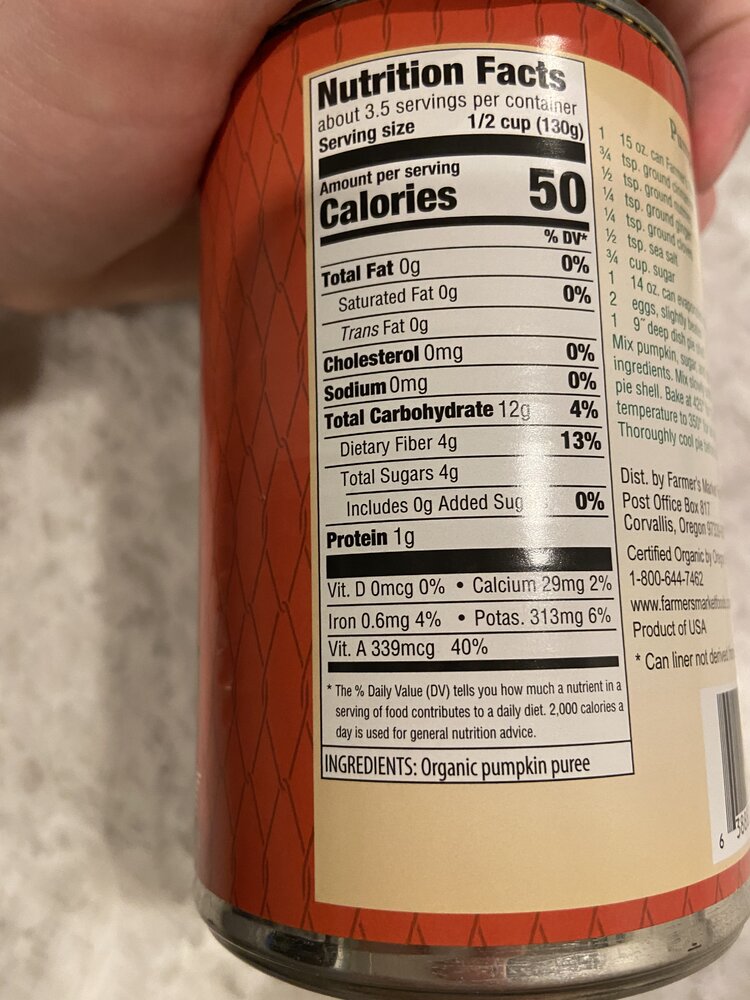 Nutrition Facts
about 3.5 servings per container
Serving size 1/2 cup (130g)
Amount per serving
Calories 50
% DV*
Total Fat 0g 0%
Saturated Fat 0g 0%
Trans Fat 0g
Cholesterol 0mg 0%
Sodium 0mg 0%
Total Carbohydrate 12g 4%
Dietary Fiber 4g 13%
Total Sugars 4g
Includes 0g Added Sug 0%
Protein 1g
Vit. D 0mcg 0% • Calcium 29mg 2%
Iron 0.6mg 4% • Potas. 313mg 6%
Vit. A 339mcg 40%
* The % Daily Value (DV) tells you how much a nutrient in a
serving of food contributes to a daily diet. 2,000 calories a
day is used for general nutrition advice.
INGREDIENTS: Organic pumpkin puree
1 15 oz. can
¾ tsp. ground
½ tsp. ground
¼ tsp. ground
¼ tsp. ground
½ tsp. sea salt
¾ cup. sugar
1 14 oz. can
2 eggs, slightly
1 9" deep dish
Mix pumpkin, sugar
ingredients. Mix
pie shell. Bake at
temperature to 350°
Thoroughly cool pie
Dist. by Farmer's
Post Office Box 817
Corvallis, Oregon
Certified Organic by
1-800-644-7462
Product of USA
* Can liner not
6